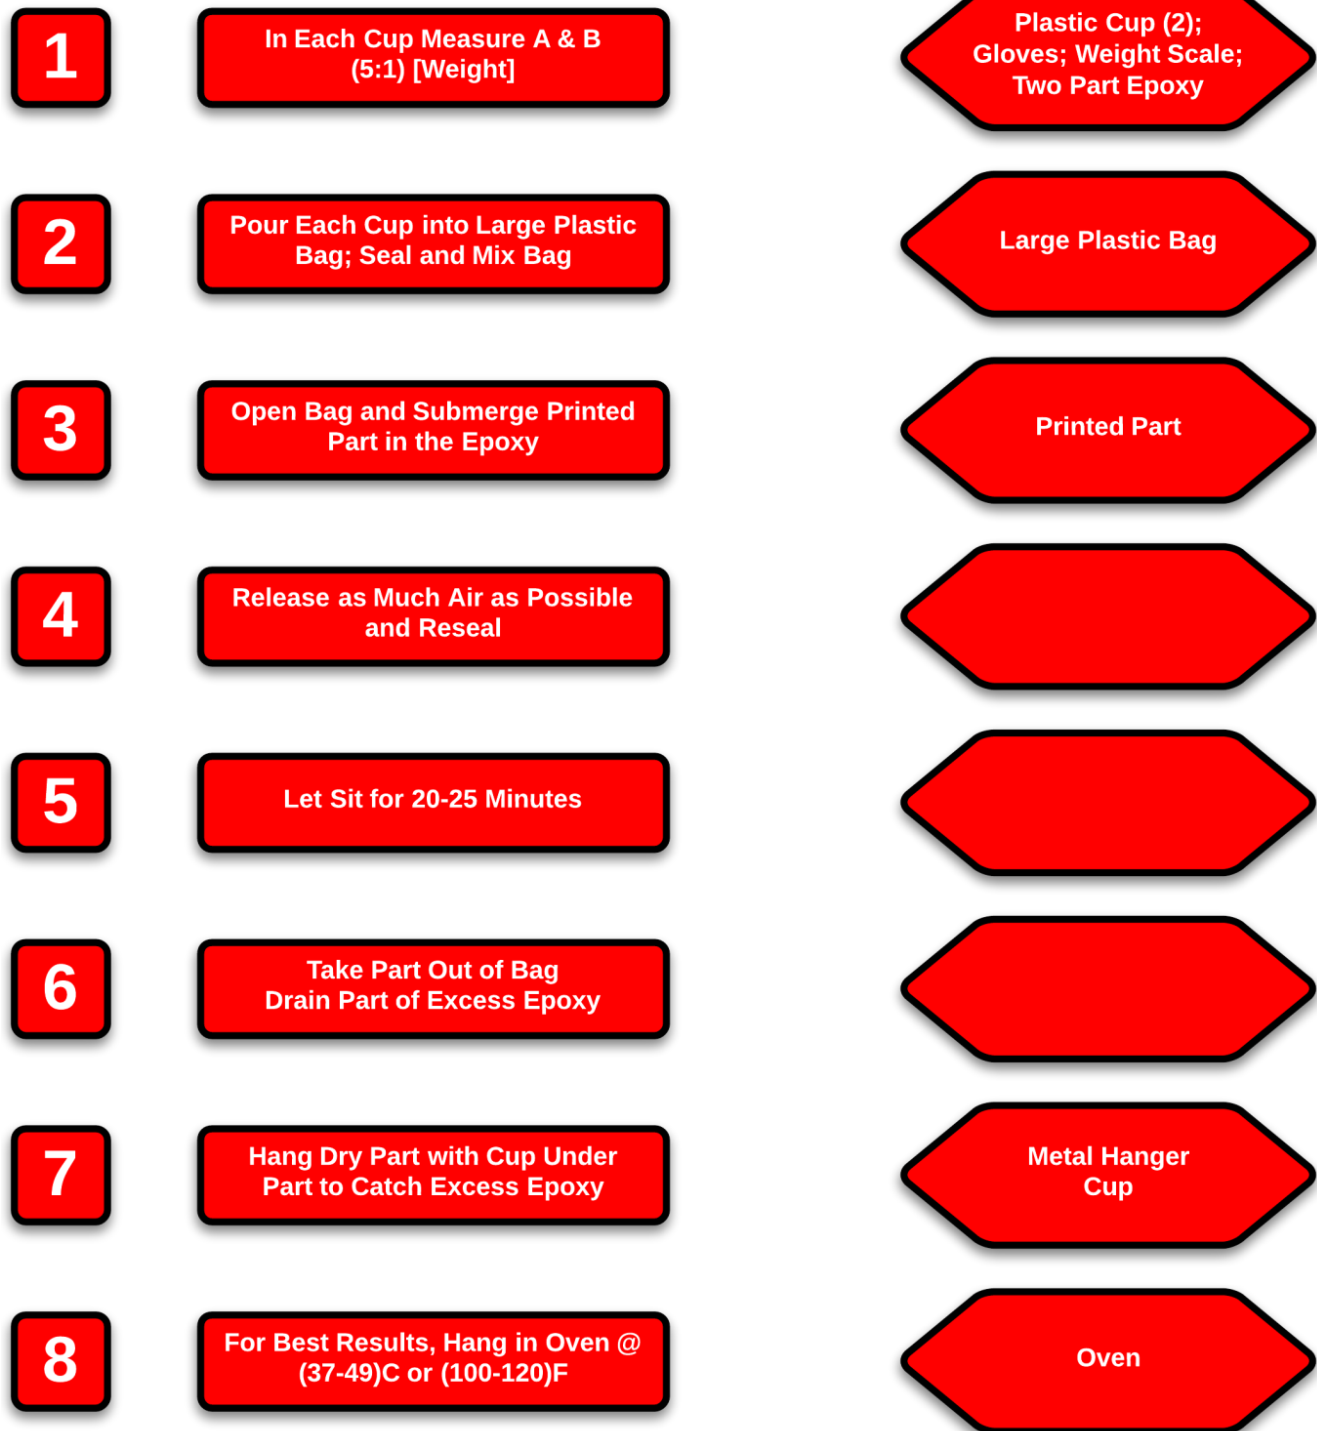 1
In Each Cup Measure A & B
(5:1) [Weight]
Plastic Cup (2);
Gloves; Weight Scale;
Two Part Epoxy
2
Pour Each Cup into Large Plastic
Bag; Seal and Mix Bag
Large Plastic Bag
3
Open Bag and Submerge Printed
Part in the Epoxy
Printed Part
4
Release as Much Air as Possible
and Reseal
5
Let Sit for 20-25 Minutes
6
Take Part Out of Bag
Drain Part of Excess Epoxy
7
Hang Dry Part with Cup Under
Part to Catch Excess Epoxy
Metal Hanger
Cup
8
For Best Results, Hang in Oven @
(37-49)C or (100-120)F
Oven